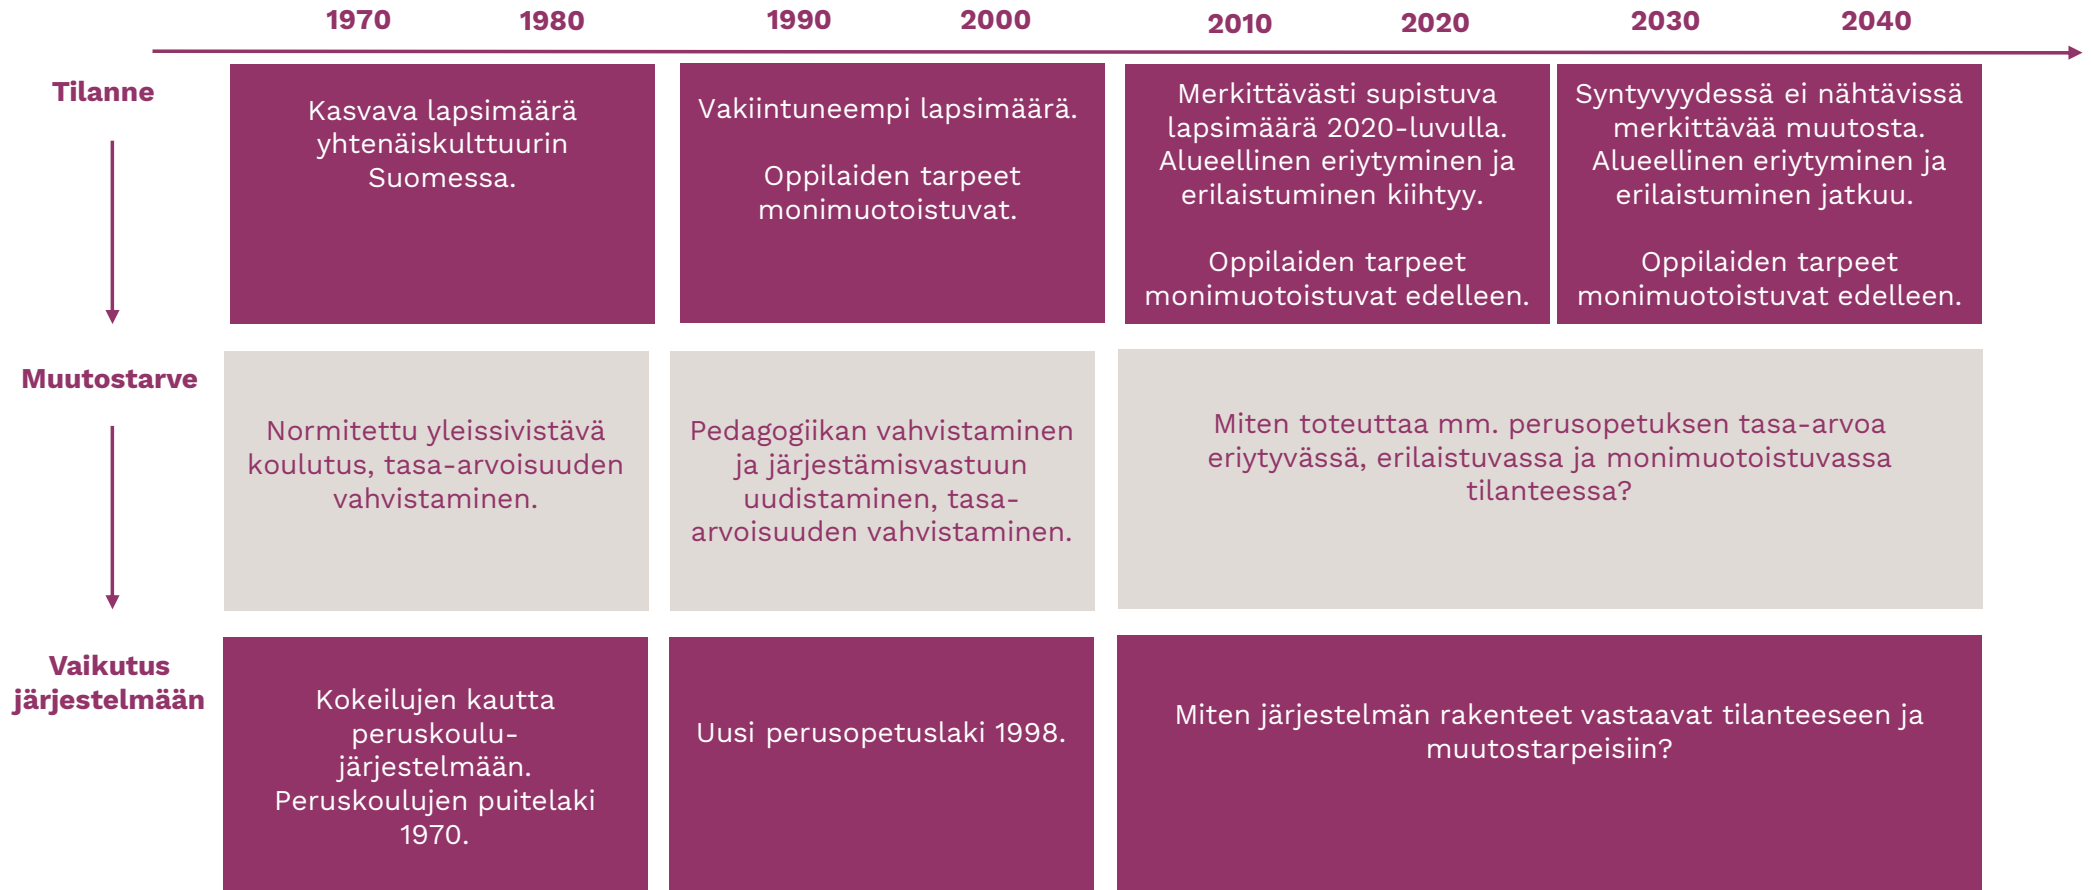 1970
1980
1990
2000
2010
2020
2030
2040
Tilanne
Kasvava lapsimäärä
yhtenäiskulttuurin
Suomessa.
Vakiintuneempi lapsimäärä.
Oppilaiden tarpeet
monimuotoistuvat.
Merkittävästi supistuva
lapsimäärä 2020-luvulla.
Alueellinen eriytyminen ja
erilaistuminen kiihtyy.
Oppilaiden tarpeet
monimuotoistuvat edelleen.
Syntyvyydessä ei nähtävissä
merkittävää muutosta.
Alueellinen eriytyminen ja
erilaistuminen jatkuu.
Oppilaiden tarpeet
monimuotoistuvat edelleen.
Muutostarve
Normitettu yleissivistävä
koulutus, tasa-arvoisuuden
vahvistaminen.
Pedagogiikan vahvistaminen
ja järjestämisvastuun
uudistaminen, tasa-
arvoisuuden vahvistaminen.
Miten toteuttaa mm. perusopetuksen tasa-arvoa
eriytyvässä, erilaistuvassa ja monimuotoistuvassa
tilanteessa?
Vaikutus
järjestelmään
Kokeilujen kautta
peruskoulu-
järjestelmään.
Peruskoulujen puitelaki
1970.
Uusi perusopetuslaki 1998.
Miten järjestelmän rakenteet vastaavat tilanteeseen ja
muutostarpeisiin?